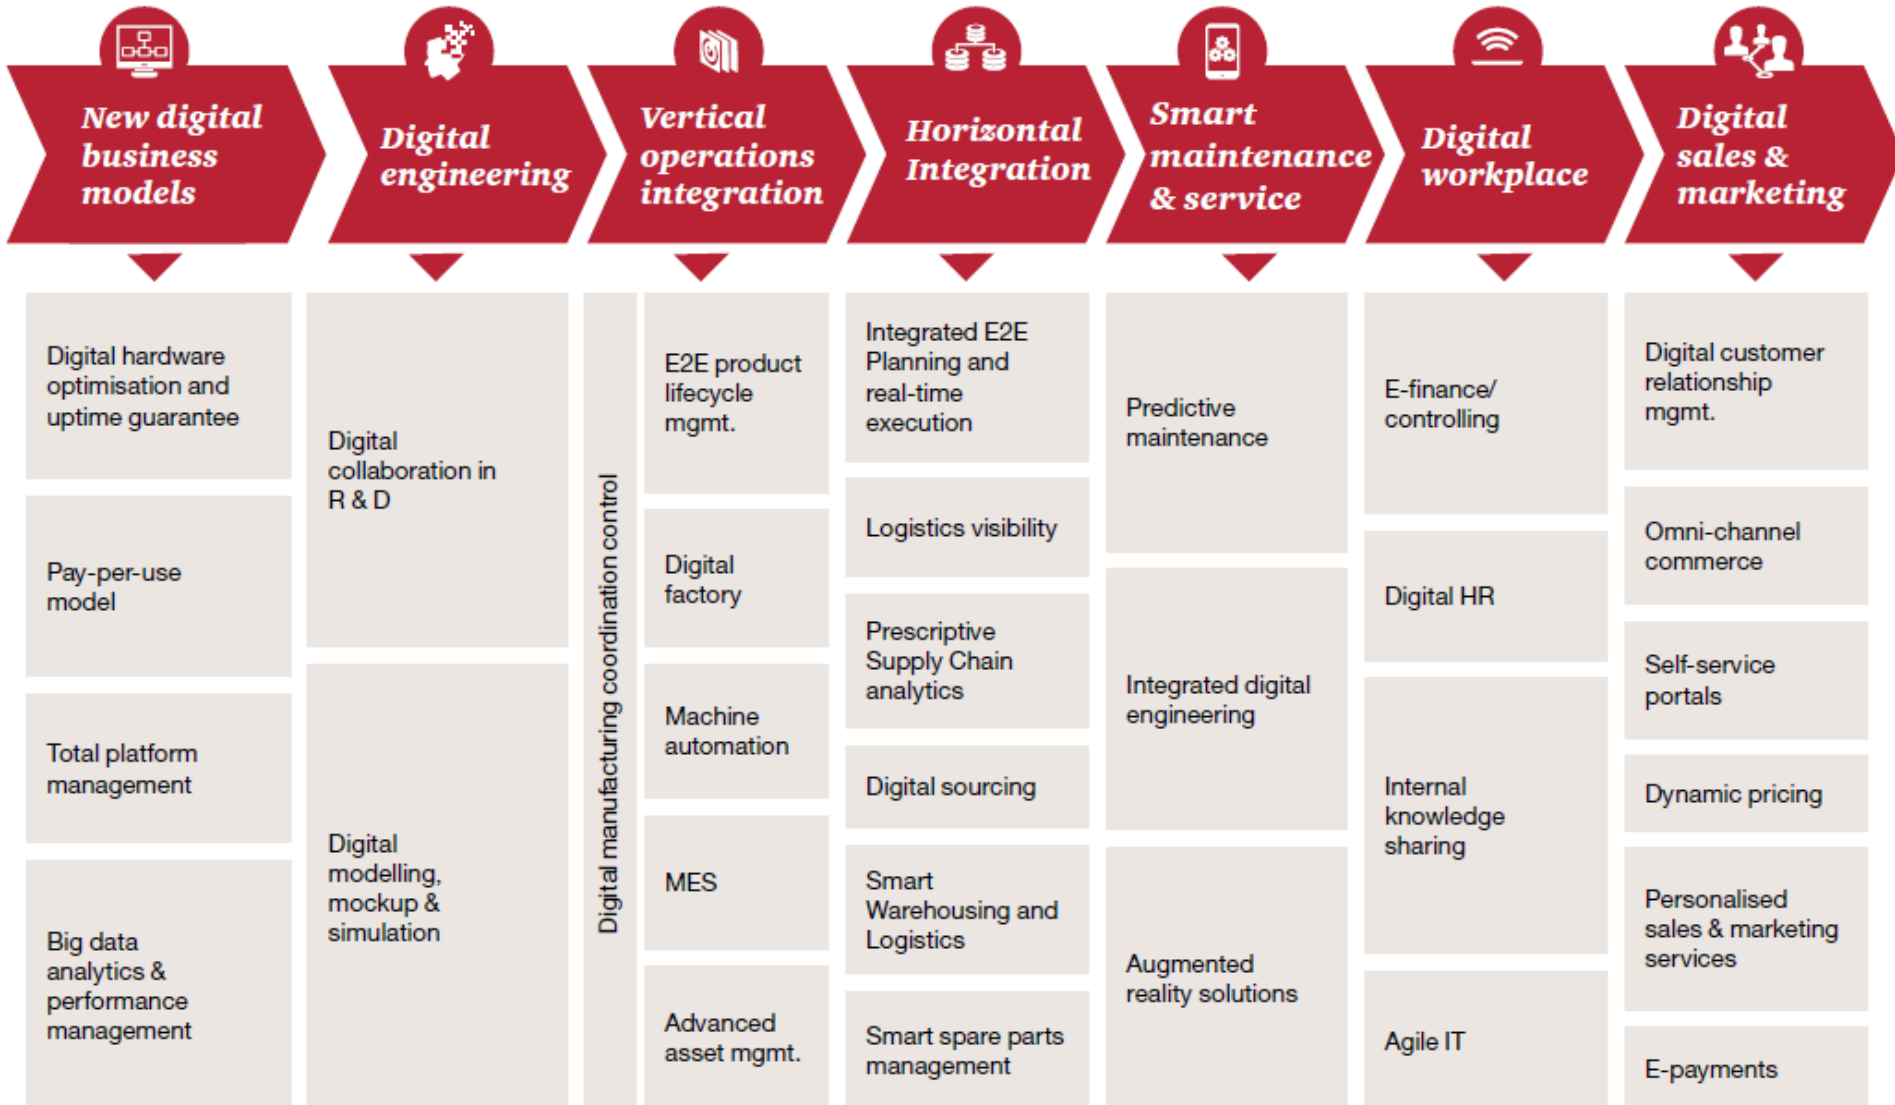 New digital
business
models
Digital
engineering
Vertical
operations
integration
Horizontal
Integration
Smart
maintenance
& service
Digital
workplace
Digital
sales &
marketing
Digital hardware
optimisation and
uptime guarantee
Pay-per-use
model
Total platform
management
Big data
analytics &
performance
management
Digital
collaboration in
R & D
Digital
modelling,
mockup &
simulation
Digital manufacturing coordination control
E2E product
lifecycle
mgmt.
Digital
factory
Machine
automation
MES
Advanced
asset mgmt.
Integrated E2E
Planning and
real-time
execution
Logistics visibility
Prescriptive
Supply Chain
analytics
Digital sourcing
Smart
Warehousing and
Logistics
Smart spare parts
management
Predictive
maintenance
Integrated digital
engineering
Augmented
reality solutions
E-finance/
controlling
Digital HR
Internal
knowledge
sharing
Agile IT
Digital customer
relationship
mgmt.
Omni-channel
commerce
Self-service
portals
Dynamic pricing
Personalised
sales & marketing
services
E-payments